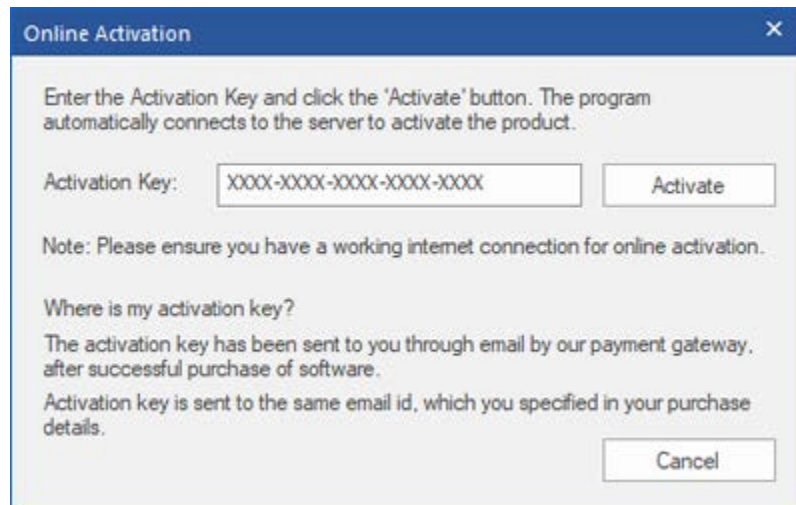 Online Activation
Enter the Activation Key and click the 'Activate' button. The program
automatically connects to the server to activate the product.
Activation Key: XXXX-XXXX-XXXX-XXXX-XXXX Activate
Note: Please ensure you have a working internet connection for online activation.
Where is my activation key?
The activation key has been sent to you through email by our payment gateway,
after successful purchase of software.
Activation key is sent to the same email id, which you specified in your purchase
details.
Cancel